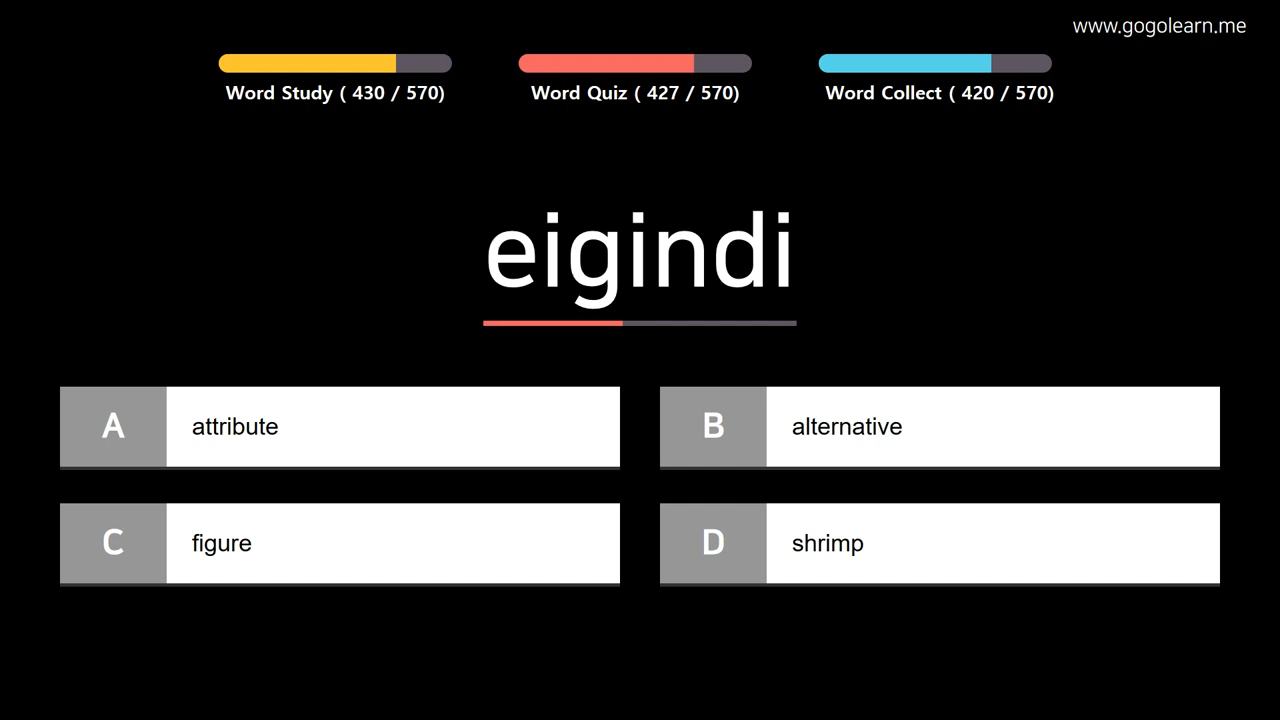 www.gogolearn.me
Word Study ( 430 / 570)
Word Quiz ( 427 / 570)
Word Collect ( 420 / 570)
eigindi
A attribute
B alternative
C figure
D shrimp